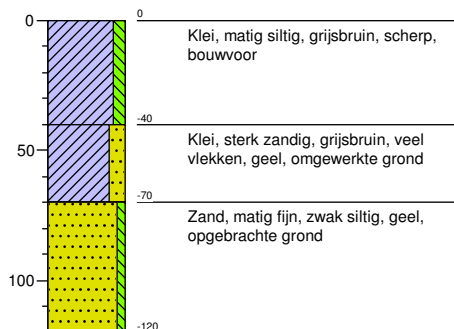 0
0
Klei, matig siltig, grijsbruin, scherp,
bouwvoor
-40
Klei, sterk zandig, grijsbruin, veel
vlekken, geel, omgewerkte grond
50
-70
Zand, matig fijn, zwak siltig, geel,
opgebrachte grond
100
-120